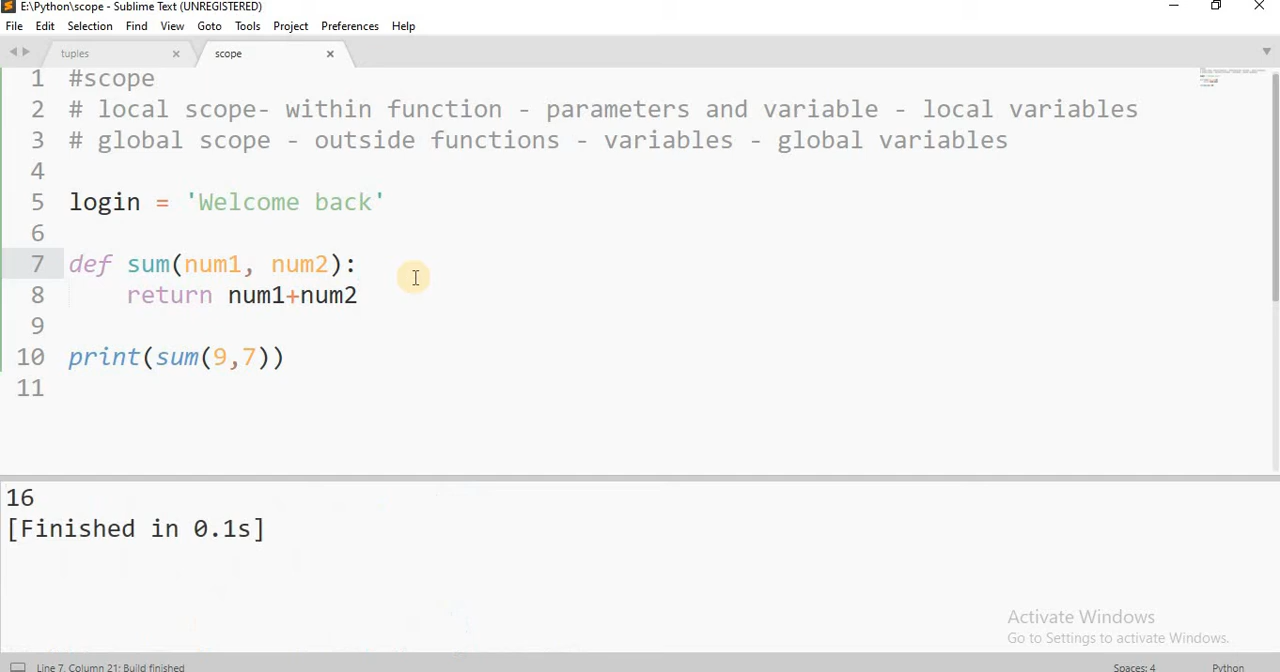 E:\Python\scope - Sublime Text (UNREGISTERED)
File Edit Selection Find View Goto Tools Project Preferences Help
tuples scope
1 #scope
2 # local scope- within function - parameters and variable - local variables
3 # global scope - outside functions - variables - global variables
4
5 login = 'Welcome back'
6
7 def sum(num1, num2):
8     return num1+num2
9
10 print(sum(9,7))
11
16
[Finished in 0.1s]
Activate Windows
Go to Settings to activate Windows.
Line 7, Column 21; Build finished Spaces: 4 Python